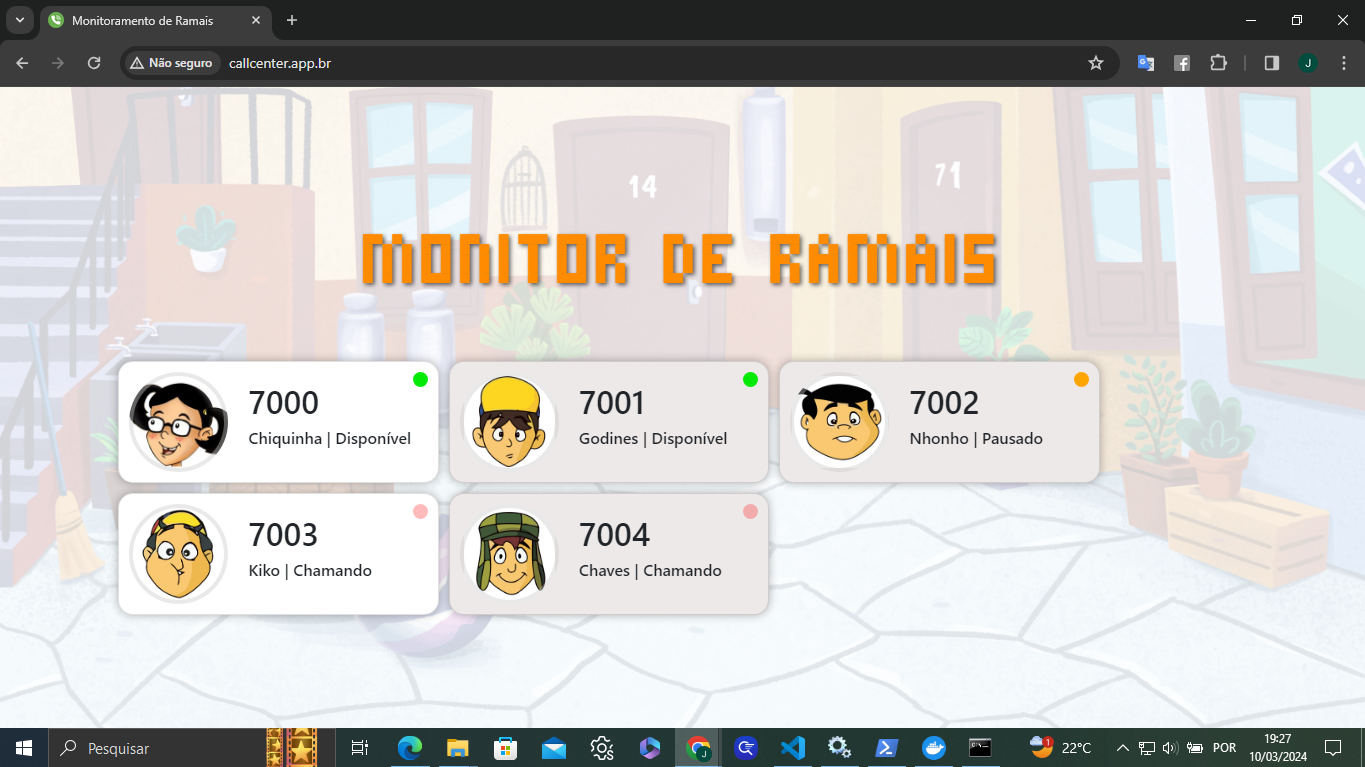 Monitoramento de Ramais
Não seguro
callcenter.app.br
J
14
71
MONITOR DE RAMAIS
7000
Chiquinha | Disponível
7001
Godines | Disponível
7002
Nhonho | Pausado
7003
Kiko | Chamando
7004
Chaves | Chamando
Pesquisar
J
1
22°C
POR
19:27
10/03/2024